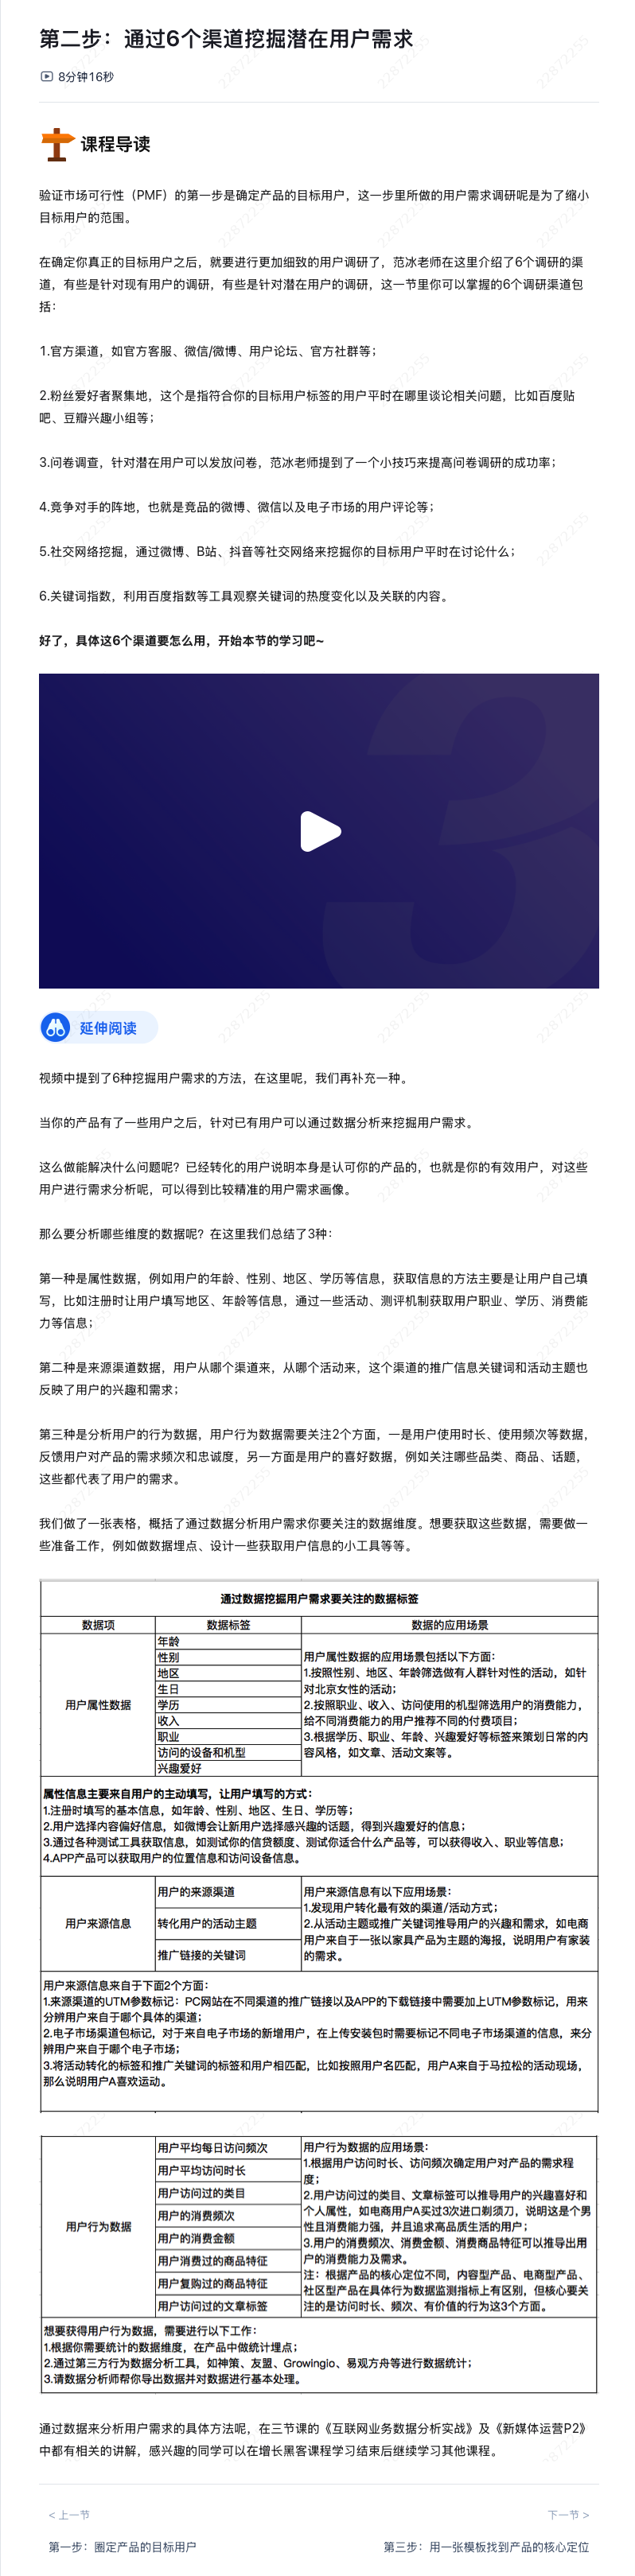 第二步：通过6个渠道挖掘潜在用户需求
8分钟16秒
课程导读
验证市场可行性（PMF）的第一步是确定产品的目标用户，这一步里所做的用户需求调研呢是为了缩小
目标用户的范围。
在确定你真正的目标用户之后，就要进行更加细致的用户调研了，范冰老师在这里介绍了6个调研的渠
道，有些是针对现有用户的调研，有些是针对潜在用户的调研，这一节里你可以掌握的6个调研渠道包
括：
1.官方渠道，如官方客服、微信/微博、用户论坛、官方社群等；
2.粉丝爱好者聚集地，这个是指符合你的目标用户标签的用户平时在哪里谈论相关问题，比如百度贴
吧、豆瓣兴趣小组等；
3.问卷调查，针对潜在用户可以发放问卷，范冰老师提到了一个小技巧来提高问卷调研的成功率；
4.竞争对手的阵地，也就是竞品的微博、微信以及电子市场的用户评论等；
5.社交网络挖掘，通过微博、B站、抖音等社交网络来挖掘你的目标用户平时在讨论什么；
6.关键词指数，利用百度指数等工具观察关键词的热度变化以及关联的内容。
好了，具体这6个渠道要怎么用，开始本节的学习吧~
3
延伸阅读
视频中提到了6种挖掘用户需求的方法，在这里呢，我们再补充一种。
当你的产品有了一些用户之后，针对已有用户可以通过数据分析来挖掘用户需求。
这么做能解决什么问题呢？已经转化的用户说明本身是认可你的产品的，也就是你的有效用户，对这些
用户进行需求分析呢，可以得到比较精准的用户需求画像。
那么要分析哪些维度的数据呢？在这里我们总结了3种：
第一种是属性数据，例如用户的年龄、性别、地区、学历等信息，获取信息的方法主要是让用户自己填
写，比如注册时让用户填写地区、年龄等信息，通过一些活动、测评机制获取用户职业、学历、消费能
力等信息；
第二种是来源渠道数据，用户从哪个渠道来，从哪个活动来，这个渠道的推广信息关键词和活动主题也
反映了用户的兴趣和需求；
第三种是分析用户的行为数据，用户行为数据需要关注2个方面，一是用户使用时长、使用频次等数据，
反馈用户对产品的需求频次和忠诚度，另一方面是用户的喜好数据，例如关注哪些品类、商品、话题，
这些都代表了用户的需求。
我们做了一张表格，概括了通过数据分析用户需求你要关注的数据维度。想要获取这些数据，需要做一
些准备工作，例如做数据埋点、设计一些获取用户信息的小工具等等。
通过数据挖掘用户需求要关注的数据标签
数据项 数据标签 数据的应用场景
用户属性数据
年龄
性别
地区
生日
学历
收入
职业
访问的设备和机型
兴趣爱好
用户属性数据的应用场景包括以下方面：
1.按照性别、地区、年龄筛选做有人群针对性的活动，如针
对北京女性的活动；
2.按照职业、收入、访问使用的机型筛选用户的消费能力，
给不同消费能力的用户推荐不同的付费项目；
3.根据学历、职业、年龄、兴趣爱好等标签来策划日常的内
容风格，如文章、活动文案等。
属性信息主要来自用户的主动填写，让用户填写的方式：
1.注册时填写的基本信息，如年龄、性别、地区、生日、学历等；
2.用户选择内容偏好信息，如微博会让新用户选择感兴趣的话题，得到兴趣爱好的信息；
3.通过各种测试工具获取信息，如测试你的信贷额度、测试你适合什么产品等，可以获得收入、职业等信息；
4.APP产品可以获取用户的位置信息和访问设备信息。
用户来源信息
用户的来源渠道
转化用户的活动主题
推广链接的关键词
用户来源信息有以下应用场景：
1.发现用户转化最有效的渠道/活动方式；
2.从活动主题或推广关键词推导用户的兴趣和需求，如电商
用户来自于一张以家具产品为主题的海报，说明用户有家装
的需求。
用户来源信息来自于下面2个方面：
1.来源渠道的UTM参数标记：PC网站在不同渠道的推广链接以及APP的下载链接中需要加上UTM参数标记，用来
分辨用户来自于哪个具体的渠道；
2.电子市场渠道包标记，对于来自电子市场的新增用户，在上传安装包时需要标记不同电子市场渠道的信息，来分
辨用户来自于哪个电子市场；
3.将活动转化的标签和推广关键词的标签和用户相匹配，比如按照用户名匹配，用户A来自于马拉松的活动现场，
那么说明用户A喜欢运动。
用户行为数据
用户平均每日访问频次
用户平均访问时长
用户访问过的类目
用户的消费频次
用户的消费金额
用户消费过的商品特征
用户复购过的商品特征
用户访问过的文章标签
用户行为数据的应用场景：
1.根据用户访问时长、访问频次确定用户对产品的需求程
度；
2.用户访问过的类目、文章标签可以推导用户的兴趣喜好和
个人属性，如电商用户A买过3次进口剃须刀，说明这是个男
性且消费能力强，并且追求高品质生活的用户；
3.用户的消费频次、消费金额、消费商品特征可以推导出用
户的消费能力及需求。
注：根据产品的核心定位不同，内容型产品、电商型产品、
社区型产品在具体行为数据监测指标上有区别，但核心要关
注的是访问时长、频次、有价值的行为这3个方面。
想要获得用户行为数据，需要进行以下工作：
1.根据你需要统计的数据维度，在产品中做统计埋点；
2.通过第三方行为数据分析工具，如神策、友盟、Growingio、易观方舟等进行数据统计；
3.请数据分析师帮你导出数据并对数据进行基本处理。
通过数据来分析用户需求的具体方法呢，在三节课的《互联网业务数据分析实战》及《新媒体运营P2》
中都有相关的讲解，感兴趣的同学可以在增长黑客课程学习结束后继续学习其他课程。
< 上一节 下一节 >
第一步：圈定产品的目标用户 第三步：用一张模板找到产品的核心定位
22872255